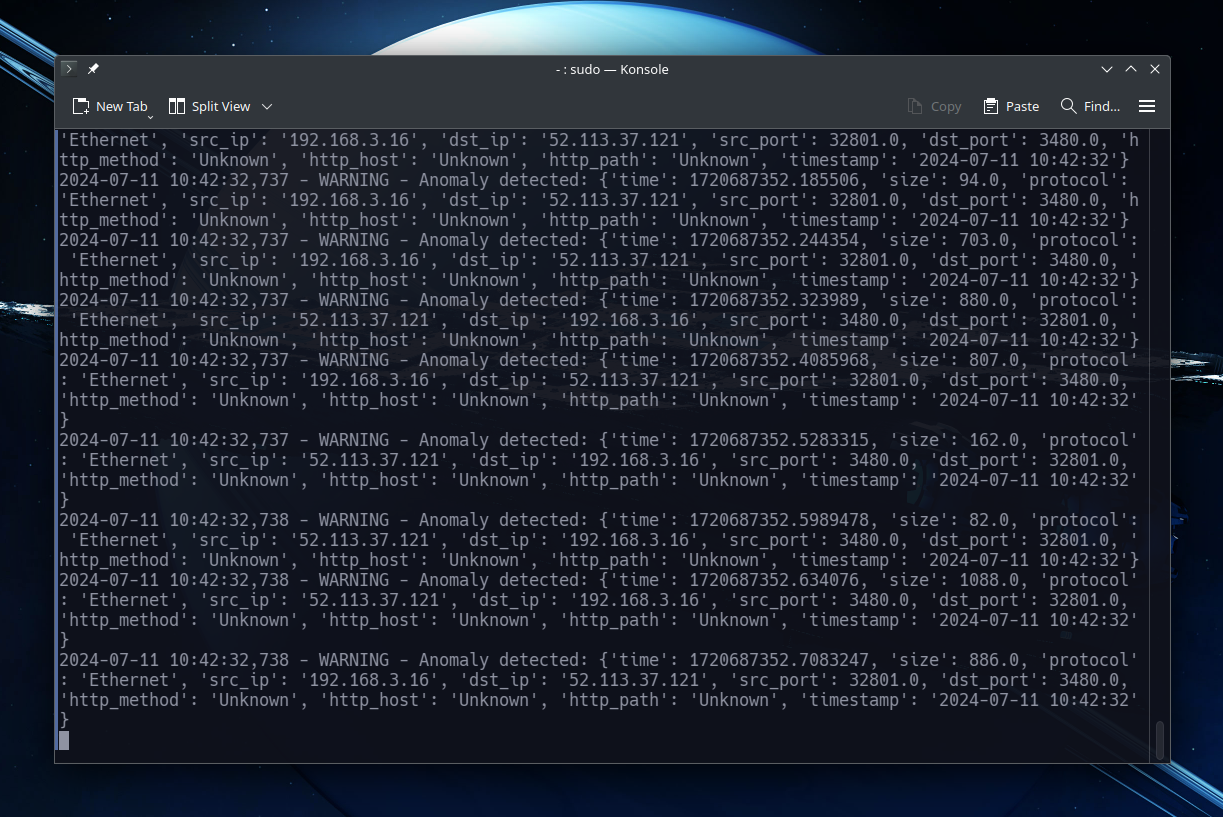 - : sudo — Konsole
New Tab Split View Copy Paste Find...
'Ethernet', 'src_ip': '192.168.3.16', 'dst_ip': '52.113.37.121', 'src_port': 32801.0, 'dst_port': 3480.0, 'h
ttp_method': 'Unknown', 'http_host': 'Unknown', 'http_path': 'Unknown', 'timestamp': '2024-07-11 10:42:32'}
2024-07-11 10:42:32,737 - WARNING - Anomaly detected: {'time': 1720687352.185506, 'size': 94.0, 'protocol':
'Ethernet', 'src_ip': '192.168.3.16', 'dst_ip': '52.113.37.121', 'src_port': 32801.0, 'dst_port': 3480.0, 'h
ttp_method': 'Unknown', 'http_host': 'Unknown', 'http_path': 'Unknown', 'timestamp': '2024-07-11 10:42:32'}
2024-07-11 10:42:32,737 - WARNING - Anomaly detected: {'time': 1720687352.244354, 'size': 703.0, 'protocol':
'Ethernet', 'src_ip': '192.168.3.16', 'dst_ip': '52.113.37.121', 'src_port': 32801.0, 'dst_port': 3480.0, '
http_method': 'Unknown', 'http_host': 'Unknown', 'http_path': 'Unknown', 'timestamp': '2024-07-11 10:42:32'}
2024-07-11 10:42:32,737 - WARNING - Anomaly detected: {'time': 1720687352.323989, 'size': 880.0, 'protocol':
'Ethernet', 'src_ip': '52.113.37.121', 'dst_ip': '192.168.3.16', 'src_port': 3480.0, 'dst_port': 32801.0, '
http_method': 'Unknown', 'http_host': 'Unknown', 'http_path': 'Unknown', 'timestamp': '2024-07-11 10:42:32'}
2024-07-11 10:42:32,737 - WARNING - Anomaly detected: {'time': 1720687352.4085968, 'size': 807.0, 'protocol'
: 'Ethernet', 'src_ip': '192.168.3.16', 'dst_ip': '52.113.37.121', 'src_port': 32801.0, 'dst_port': 3480.0,
'http_method': 'Unknown', 'http_host': 'Unknown', 'http_path': 'Unknown', 'timestamp': '2024-07-11 10:42:32'
}
2024-07-11 10:42:32,737 - WARNING - Anomaly detected: {'time': 1720687352.5283315, 'size': 162.0, 'protocol'
: 'Ethernet', 'src_ip': '52.113.37.121', 'dst_ip': '192.168.3.16', 'src_port': 3480.0, 'dst_port': 32801.0,
'http_method': 'Unknown', 'http_host': 'Unknown', 'http_path': 'Unknown', 'timestamp': '2024-07-11 10:42:32'
}
2024-07-11 10:42:32,738 - WARNING - Anomaly detected: {'time': 1720687352.5989478, 'size': 82.0, 'protocol':
'Ethernet', 'src_ip': '52.113.37.121', 'dst_ip': '192.168.3.16', 'src_port': 3480.0, 'dst_port': 32801.0, '
http_method': 'Unknown', 'http_host': 'Unknown', 'http_path': 'Unknown', 'timestamp': '2024-07-11 10:42:32'}
2024-07-11 10:42:32,738 - WARNING - Anomaly detected: {'time': 1720687352.634076, 'size': 1088.0, 'protocol'
: 'Ethernet', 'src_ip': '52.113.37.121', 'dst_ip': '192.168.3.16', 'src_port': 3480.0, 'dst_port': 32801.0,
'http_method': 'Unknown', 'http_host': 'Unknown', 'http_path': 'Unknown', 'timestamp': '2024-07-11 10:42:32'
}
2024-07-11 10:42:32,738 - WARNING - Anomaly detected: {'time': 1720687352.7083247, 'size': 886.0, 'protocol'
: 'Ethernet', 'src_ip': '192.168.3.16', 'dst_ip': '52.113.37.121', 'src_port': 32801.0, 'dst_port': 3480.0,
'http_method': 'Unknown', 'http_host': 'Unknown', 'http_path': 'Unknown', 'timestamp': '2024-07-11 10:42:32'
}